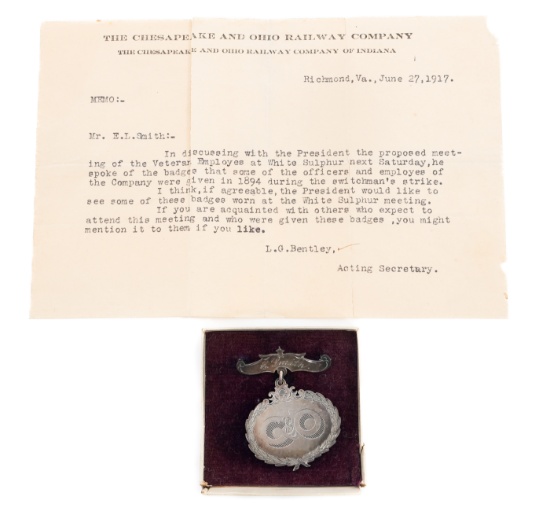 THE CHESAPEAKE AND OHIO RAILWAY COMPANY
THE CHESAPEAKE AND OHIO RAILWAY COMPANY OF INDIANA
Richmond,Va.,June 27,1917.
MEMO:-
Mr. E.L.Smith:-
In discussing with the President the proposed meet-
ing of the Veteran Employes at White Sulphur next Saturday,he
spoke of the badges that some of the officers and employes of
the Company were given in 1894 during the switchman's strike.
I think,if agreeable,the President would like to
see some of these badges worn at the White Sulphur meeting.
If you are acquainted with others who expect to
attend this meeting and who were given these badges ,you might
mention it to them if you like.
L.G.Bentley,
Acting Secretary.
C&O